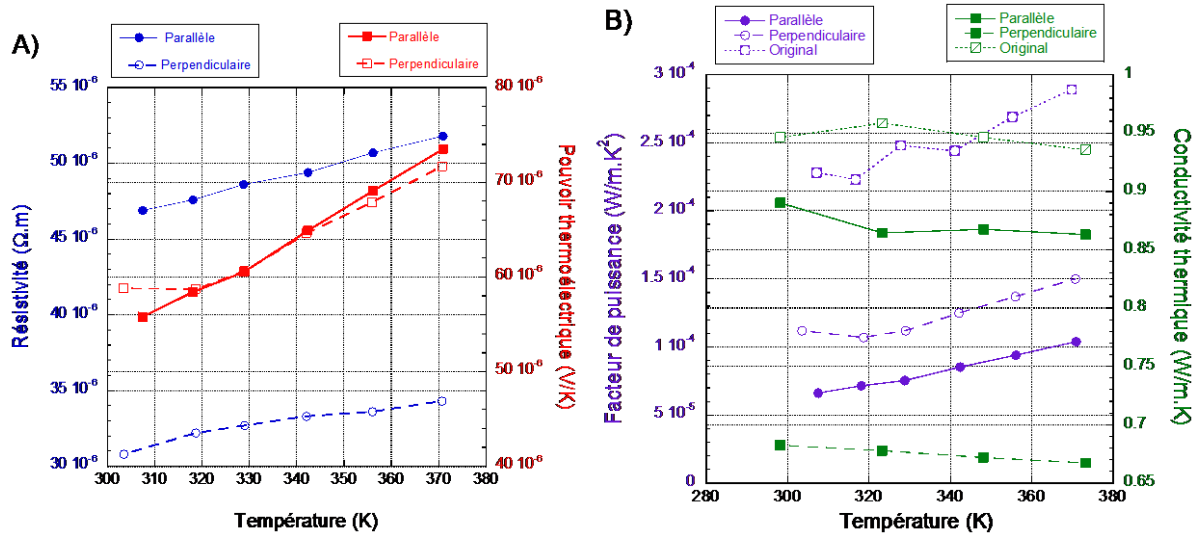 A)
Parallèle
Perpendiculaire
Parallèle
Perpendiculaire
55 10-6
50 10-6
45 10-6
40 10-6
35 10-6
30 10-6
Résistivité (Ω.m)
80 10-6
70 10-6
60 10-6
50 10-6
40 10-6
Pouvoir thermoélectrique (V/K)
300 310 320 330 340 350 360 370 380
Température (K)
B)
Parallèle
Perpendiculaire
Original
Parallèle
Perpendiculaire
Original
3 10-4
2.5 10-4
2 10-4
1.5 10-4
1 10-4
5 10-5
0
Facteur de puissance (W/m.K2)
1
0.95
0.9
0.85
0.8
0.75
0.7
0.65
Conductivité thermique (W/m.K)
280 300 320 340 360 380
Température (K)